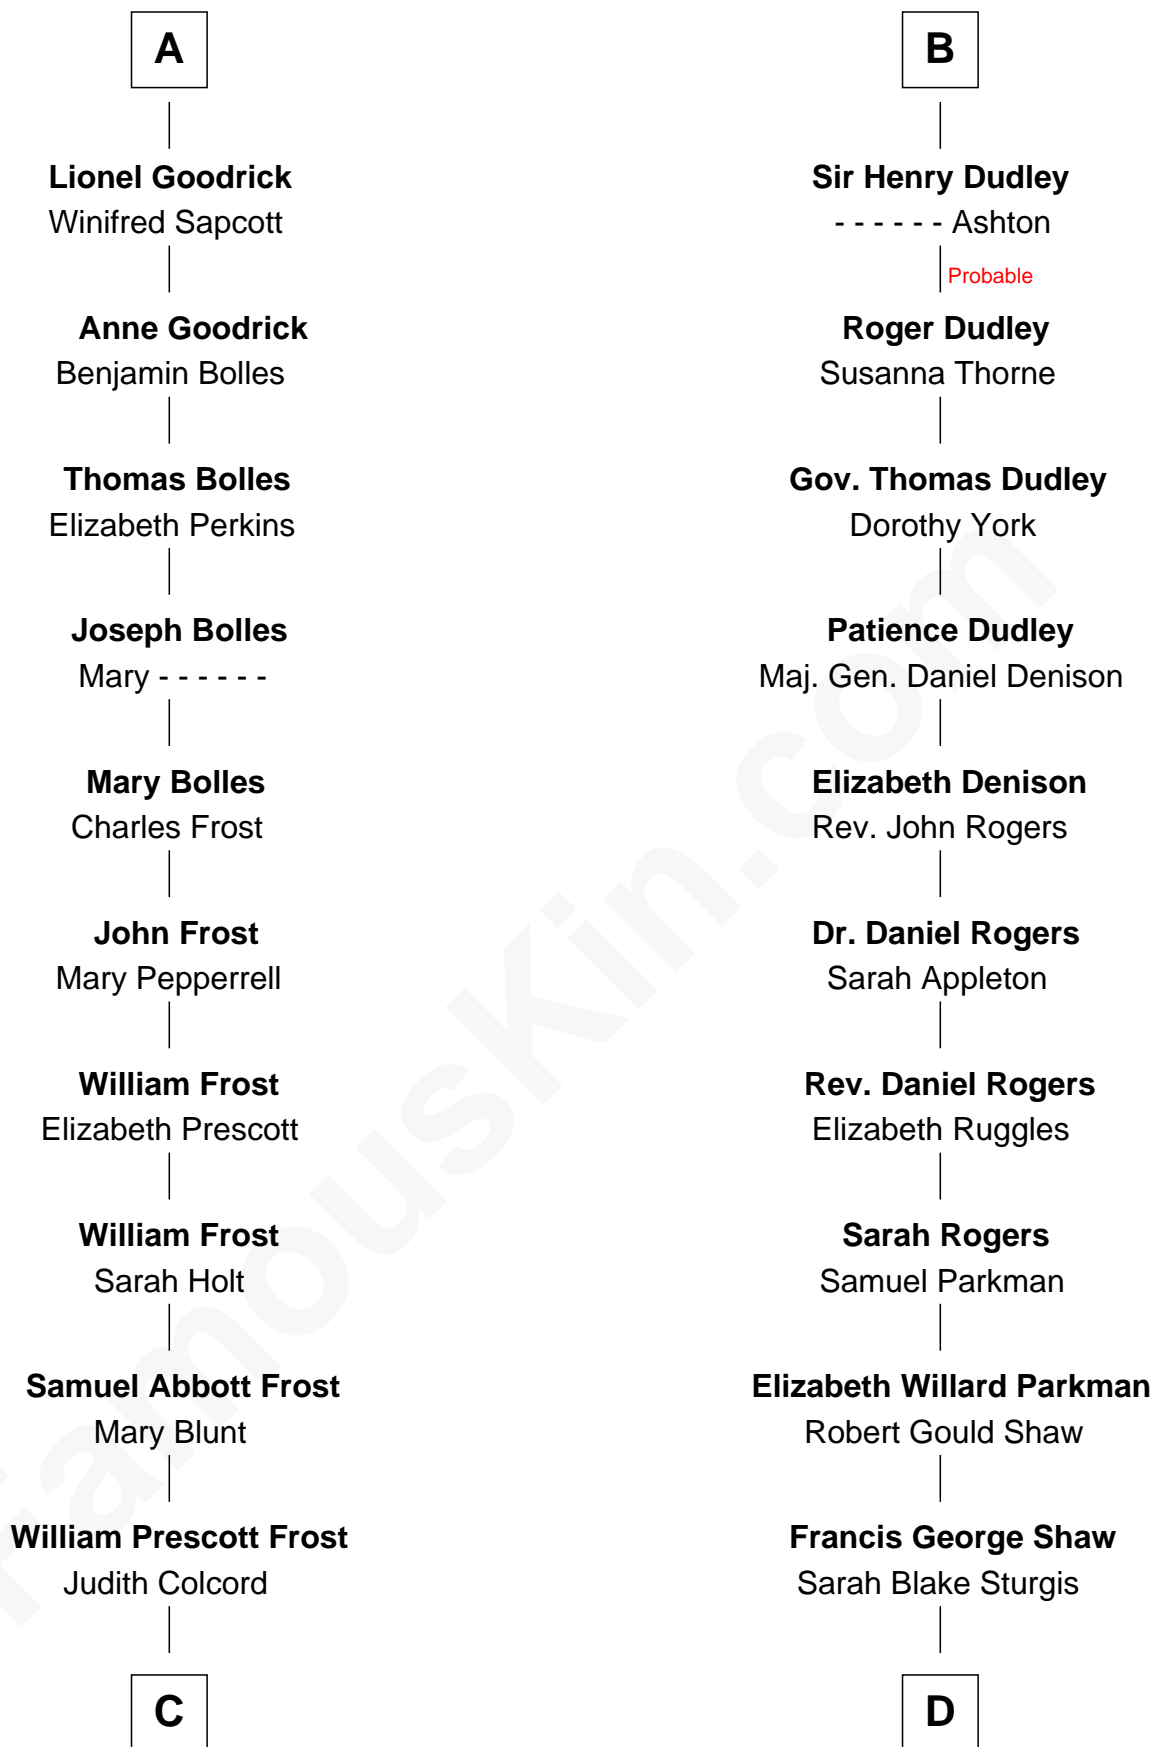 A
Lionel Goodrick
Winifred Sapcott
Anne Goodrick
Benjamin Bolles
Thomas Bolles
Elizabeth Perkins
Joseph Bolles
Mary - - - - - -
Mary Bolles
Charles Frost
John Frost
Mary Pepperrell
William Frost
Elizabeth Prescott
William Frost
Sarah Holt
Samuel Abbott Frost
Mary Blunt
William Prescott Frost
Judith Colcord
C
B
Sir Henry Dudley
- - - - - - Ashton
Probable
Roger Dudley
Susanna Thorne
Gov. Thomas Dudley
Dorothy York
Patience Dudley
Maj. Gen. Daniel Denison
Elizabeth Denison
Rev. John Rogers
Dr. Daniel Rogers
Sarah Appleton
Rev. Daniel Rogers
Elizabeth Ruggles
Sarah Rogers
Samuel Parkman
Elizabeth Willard Parkman
Robert Gould Shaw
Francis George Shaw
Sarah Blake Sturgis
D
FamousKin.com